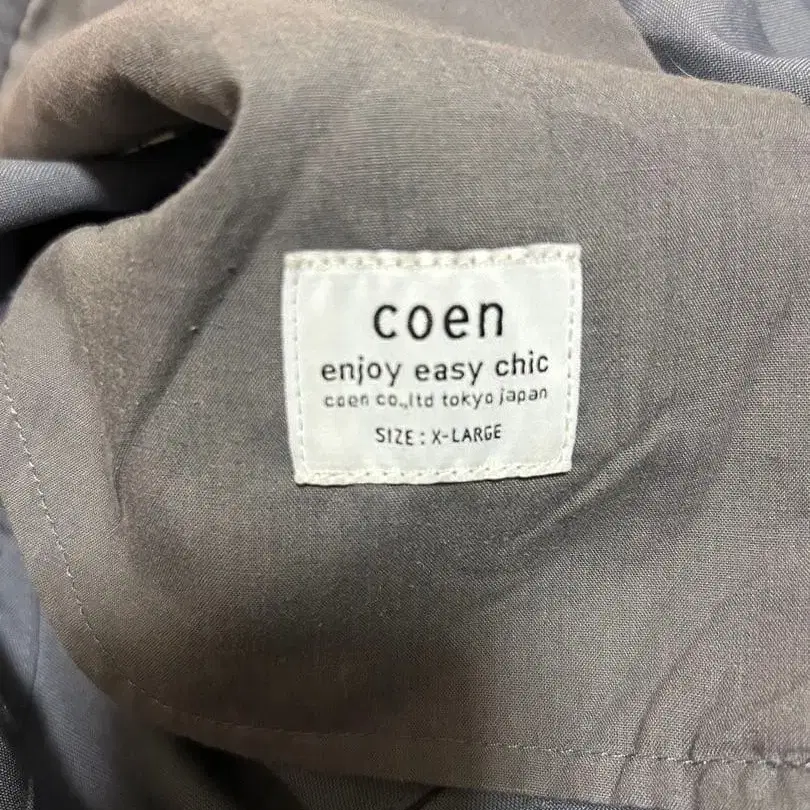 coen
enjoy easy chic
coen co.,ltd tokyo japan
SIZE : X-LARGE